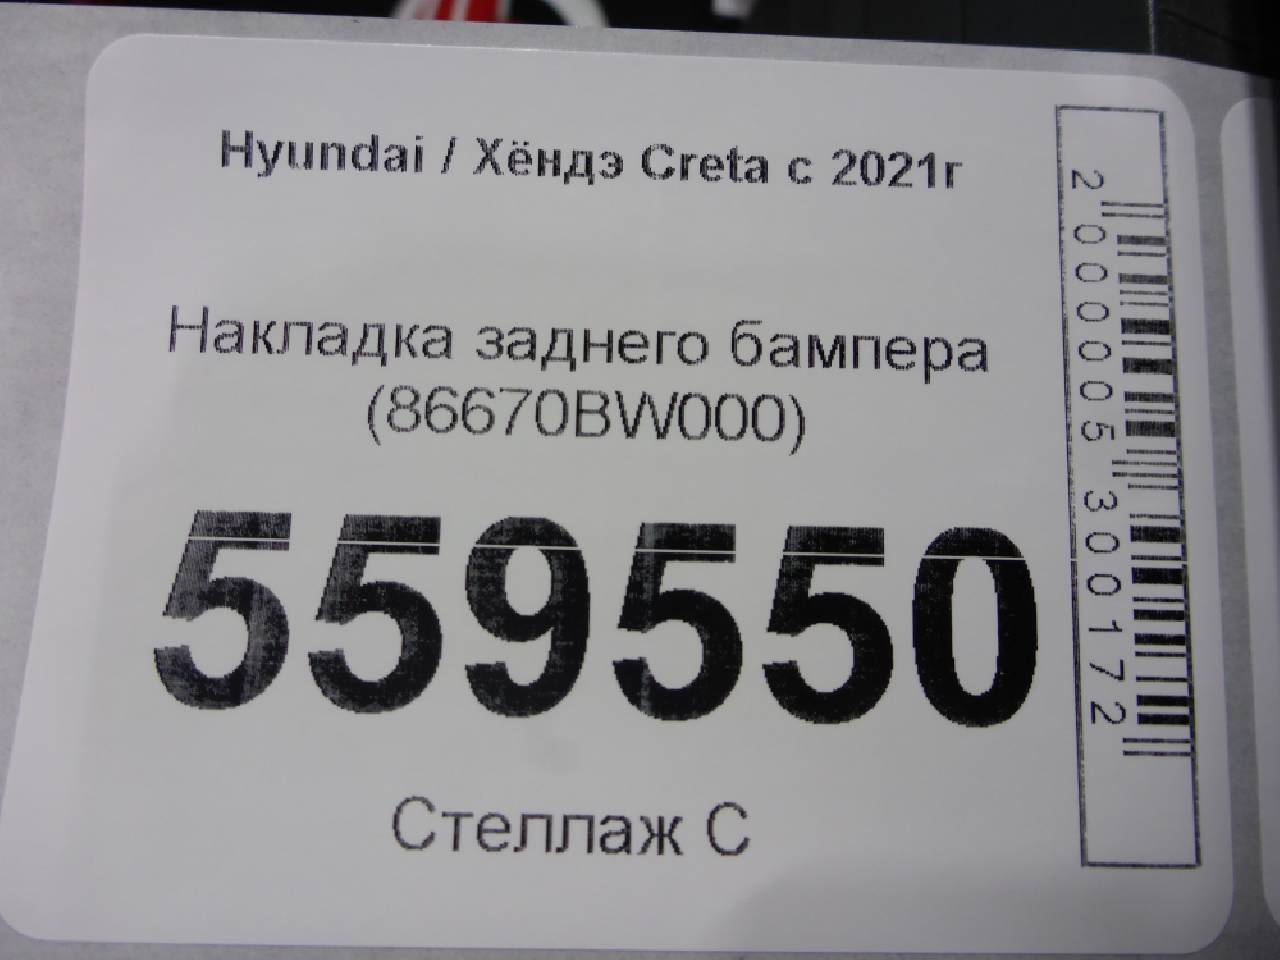 Hyundai / Хёндэ Creta с 2021г
Накладка заднего бампера
(86670BW000)
559550
Стеллаж С
2000005300172